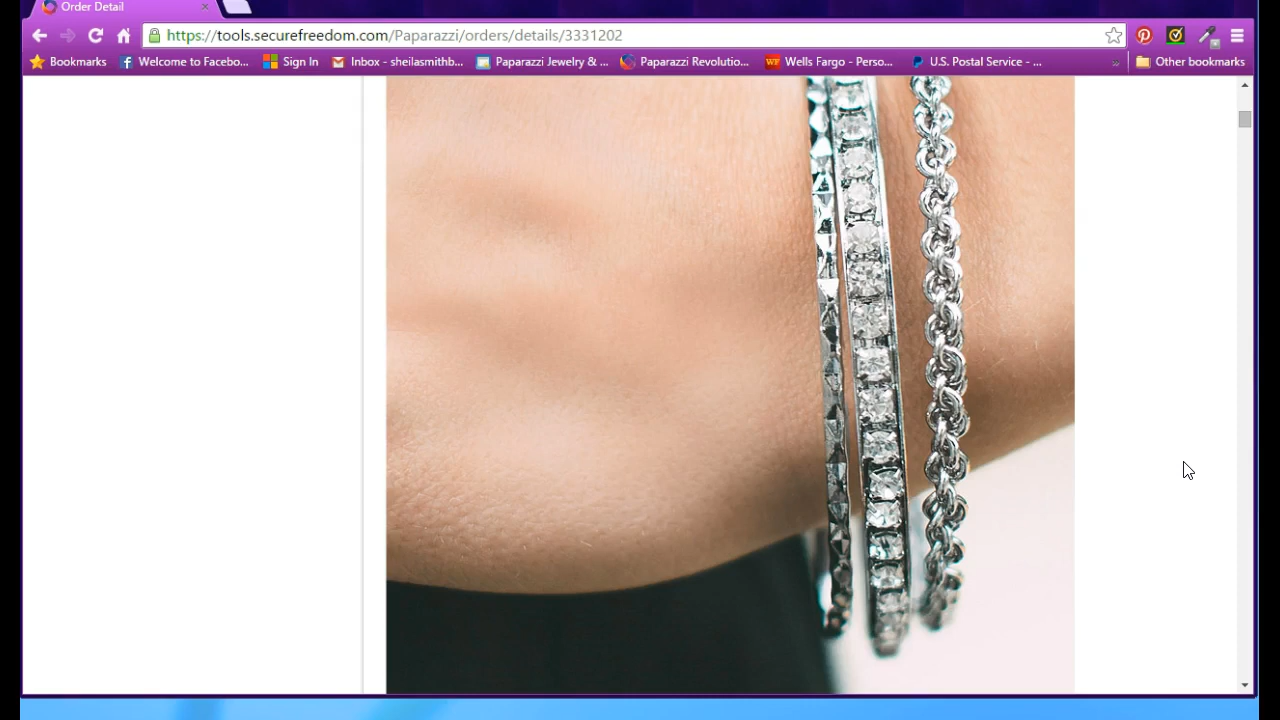 Order Detail
https://tools.securefreedom.com/Paparazzi/orders/details/3331202
Bookmarks Welcome to Facebo... Sign In Inbox - sheilasmithb... Paparazzi Jewelry & ... Paparazzi Revolutio... WF Wells Fargo - Perso... U.S. Postal Service - ... » Other bookmarks